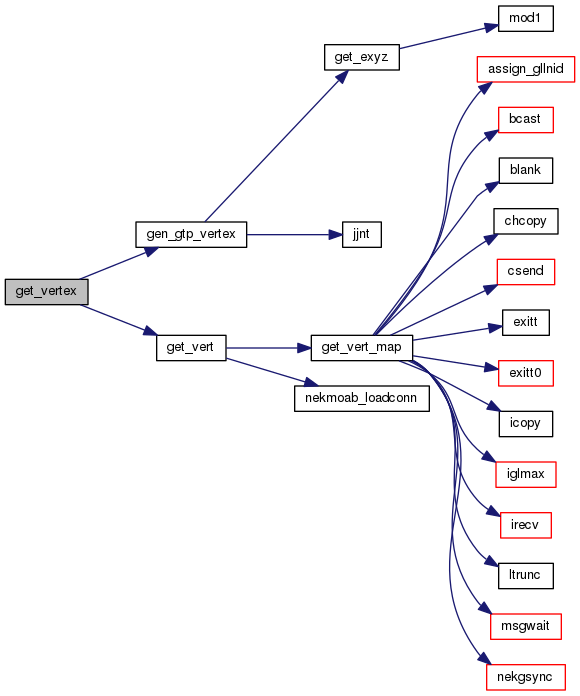 mod1
get_exyz
assign_gllnid
bcast
blank
chcopy
gen_gtp_vertex
jjnt
csend
get_vertex
exitt
get_vert
get_vert_map
exitt0
nekmoab_loadconn
icopy
iglmax
irecv
ltrunc
msgwait
nekgsync